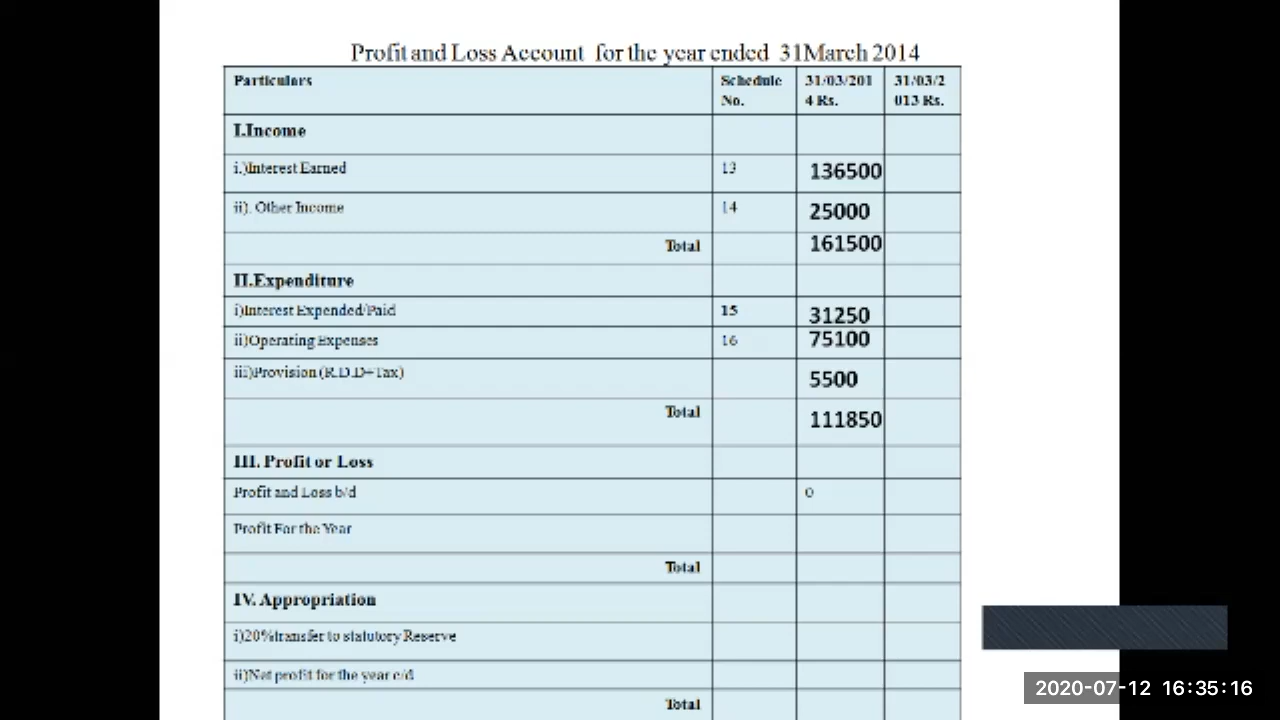 Profit and Loss Account for the year ended 31March 2014
Particulars Schedule No. 31/03/2014 Rs. 31/03/2013 Rs.
I.Income
i.)Interest Earned 13 136500
ii). Other Income 14 25000
Total 161500
II.Expenditure
i)Interest Expended/Paid 15 31250
ii)Operating Expenses 16 75100
iii)Provision (R.D.D+Tax) 5500
Total 111850
III. Profit or Loss
Profit and Loss b/d 0
Profit For the Year
Total
IV. Appropriation
i)20%transfer to statutory Reserve
ii)Net profit for the year c/d
Total
2020-07-12 16:35:16